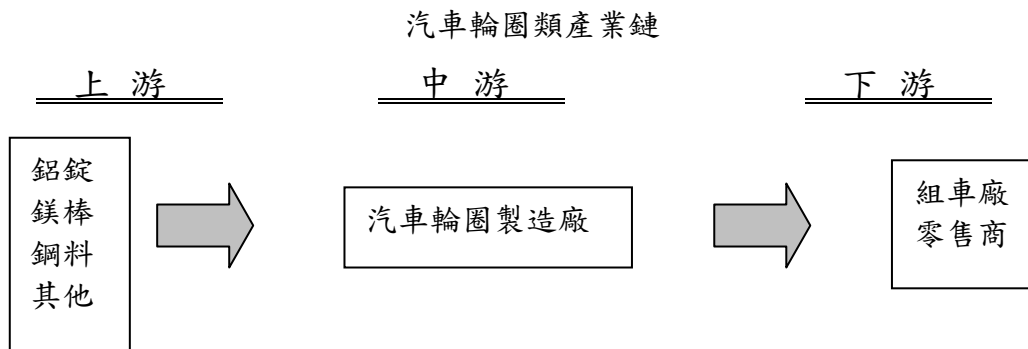 汽車輪圈類產業鏈
上 游
中 游
下 游
鋁錠
鎂棒
鋼料
其他
汽車輪圈製造廠
組車廠
零售商